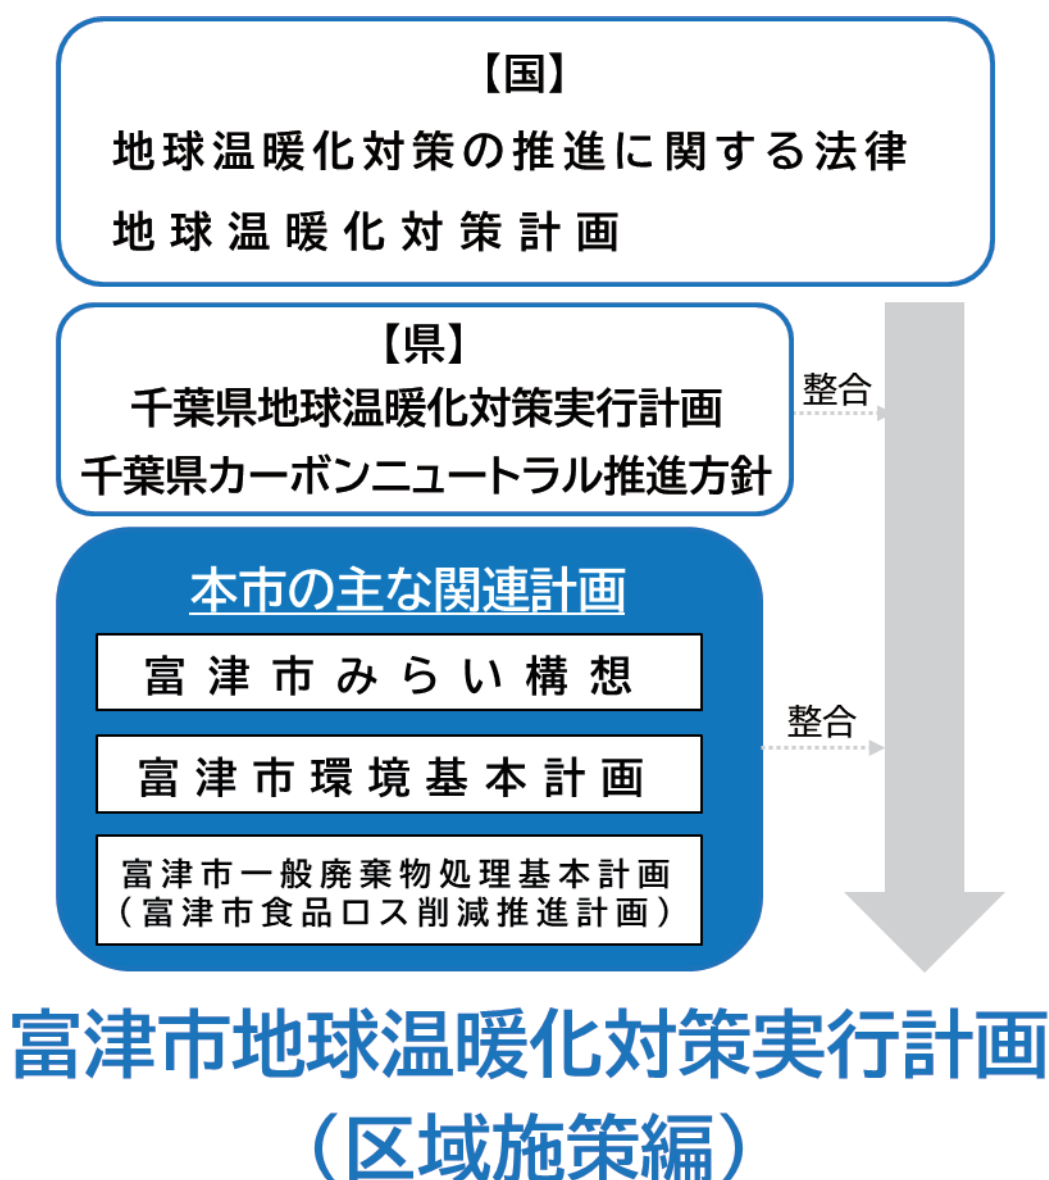 【国】
地球温暖化対策の推進に関する法律
地球温暖化対策計画
【県】
千葉県地球温暖化対策実行計画
千葉県カーボンニュートラル推進方針
整合
本市の主な関連計画
富津市みらい構想
富津市環境基本計画
富津市一般廃棄物処理基本計画
（富津市食品ロス削減推進計画）
整合
富津市地球温暖化対策実行計画
（区域施策編）